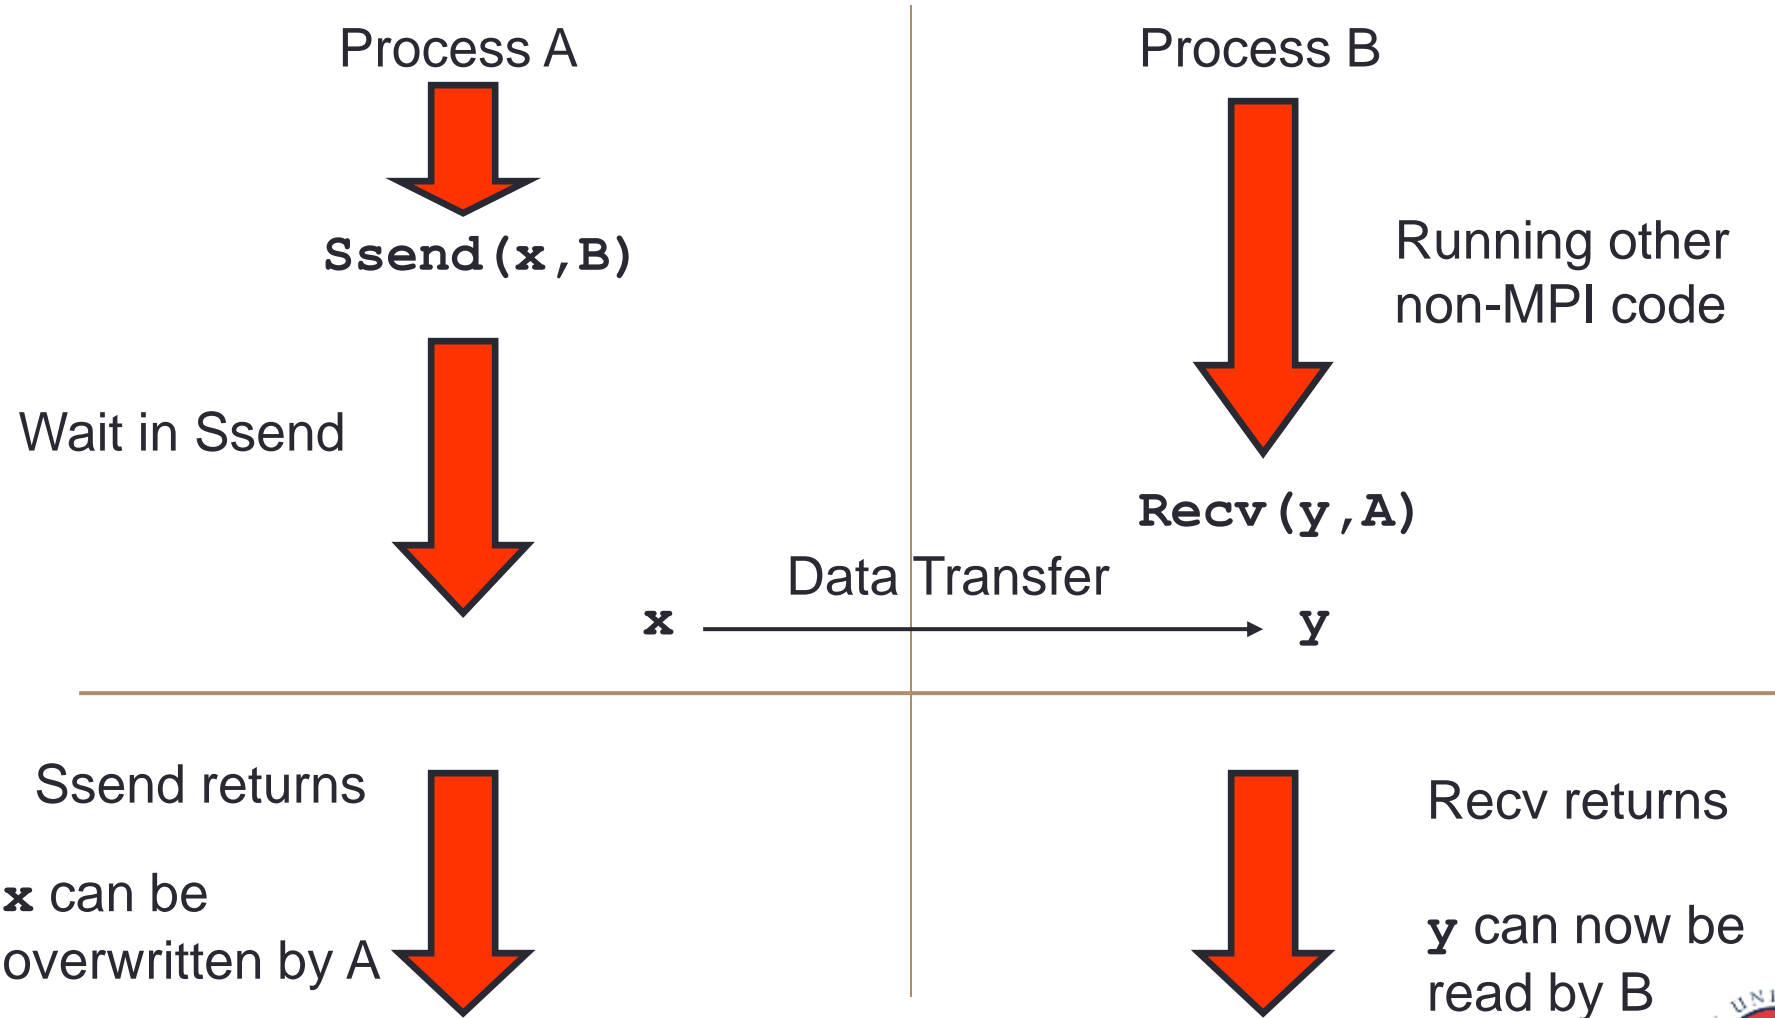 Process A
Process B
Ssend(x,B)
Running other
non-MPI code
Wait in Ssend
Recv(y,A)
Data Transfer
x
y
Ssend returns
Recv returns
x can be
overwritten by A
y can now be
read by B